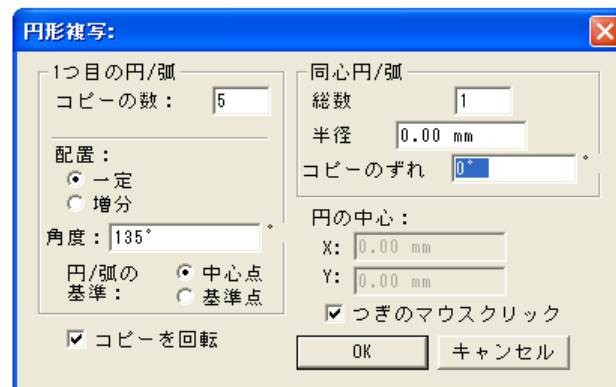 円形複写:
1つ目の円/弧
コピーの数: 5
配置:
一定
増分
角度: 135° °
円/弧の基準:
中心点
基準点
コピーを回転
同心円/弧
総数 1
半径 0.00 mm
コピーのずれ 0° °
円の中心:
X: 0.00 mm
Y: 0.00 mm
つぎのマウスクリック
OK キャンセル